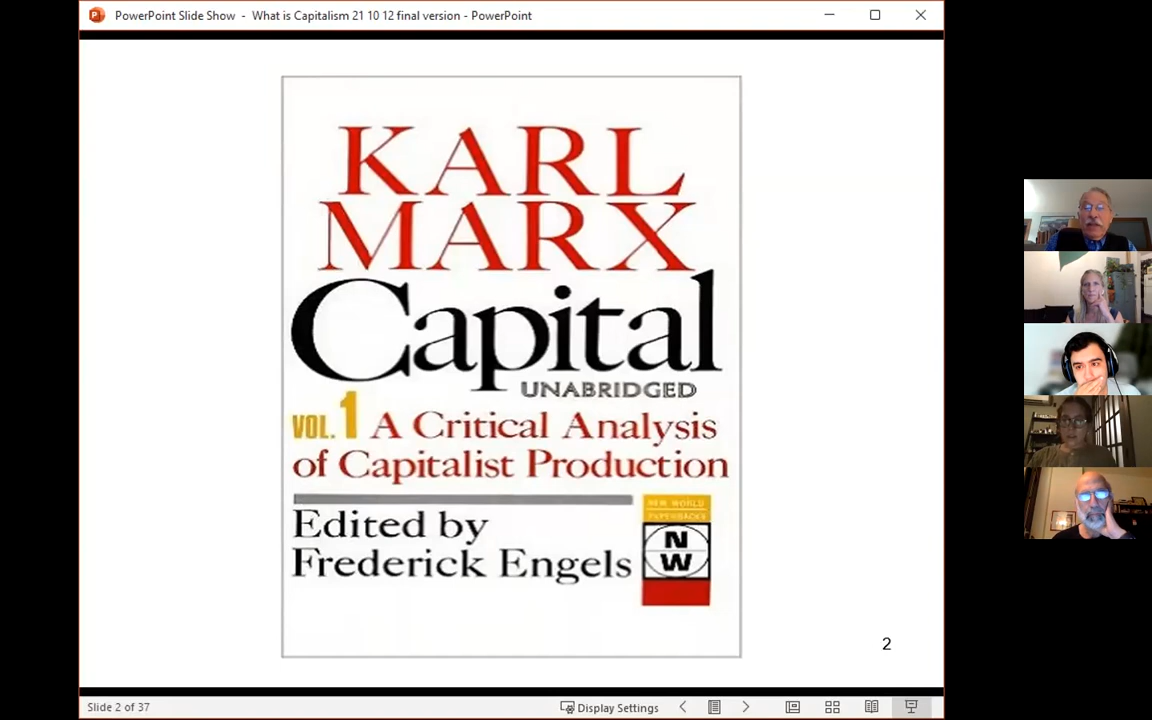 PowerPoint Slide Show - What is Capitalism 21 10 12 final version - PowerPoint
KARL
MARX
Capital
UNABRIDGED
VOL. 1 A Critical Analysis
of Capitalist Production
Edited by
Frederick Engels
NEW WORLD
PAPERBACKS
N
W
2
Slide 2 of 37
Display Settings